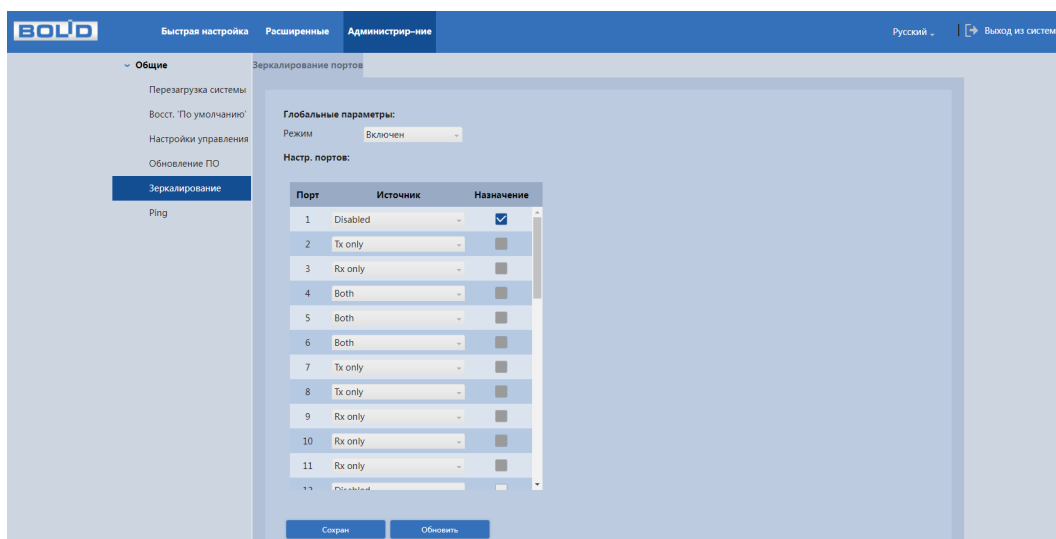 BOLID Быстрая настройка Расширенные Администрир-ние Русский Выход из систем
Общие
Зеркалирование портов
Перезагрузка системы
Восст. 'По умолчанию'
Настройки управления
Обновление ПО
Зеркалирование
Ping
Глобальные параметры:
Режим Включен
Настр. портов:
Порт Источник Назначение
1 Disabled
2 Tx only
3 Rx only
4 Both
5 Both
6 Both
7 Tx only
8 Tx only
9 Rx only
10 Rx only
11 Rx only
12 Disabled
Сохран Обновить